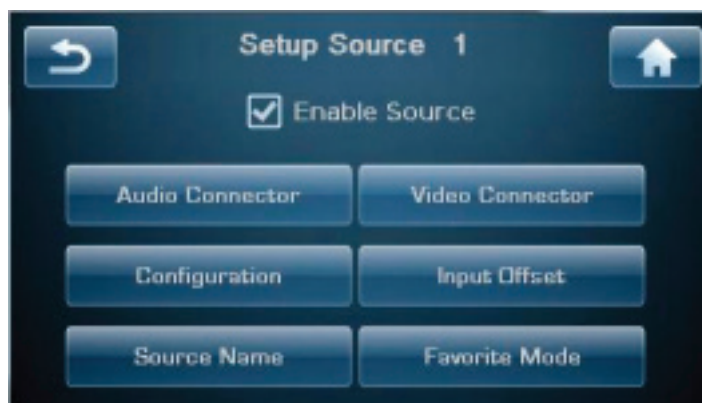 Setup Source 1
Enable Source
Audio Connector Video Connector
Configuration Input Offset
Source Name Favorite Mode